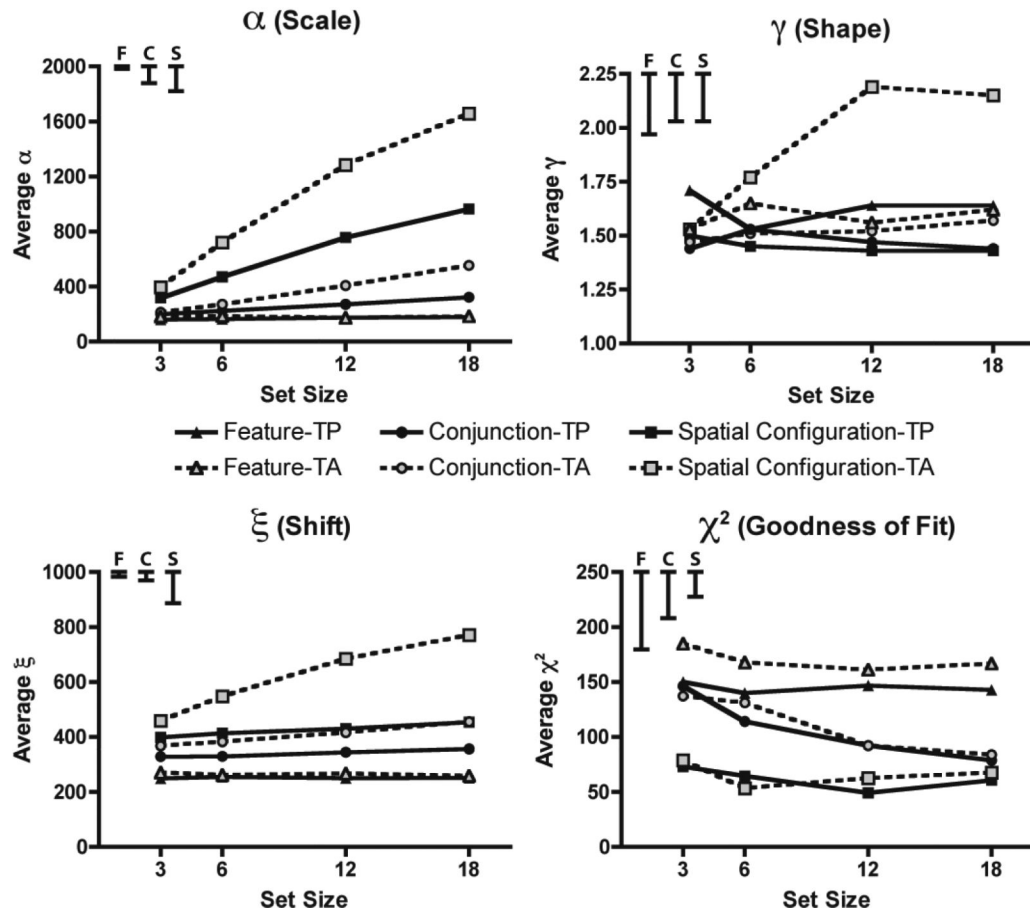 α (Scale)
F C S
2000
1600
1200
800
400
0
Average α
3 6 12 18
Set Size
γ (Shape)
F C S
2.25
2.00
1.75
1.50
1.25
1.00
Average γ
3 6 12 18
Set Size
Feature-TP Conjunction-TP Spatial Configuration-TP
Feature-TA Conjunction-TA Spatial Configuration-TA
ξ (Shift)
F C S
1000
800
600
400
200
0
Average ξ
3 6 12 18
Set Size
χ² (Goodness of Fit)
F C S
250
200
150
100
50
0
Average χ²
3 6 12 18
Set Size